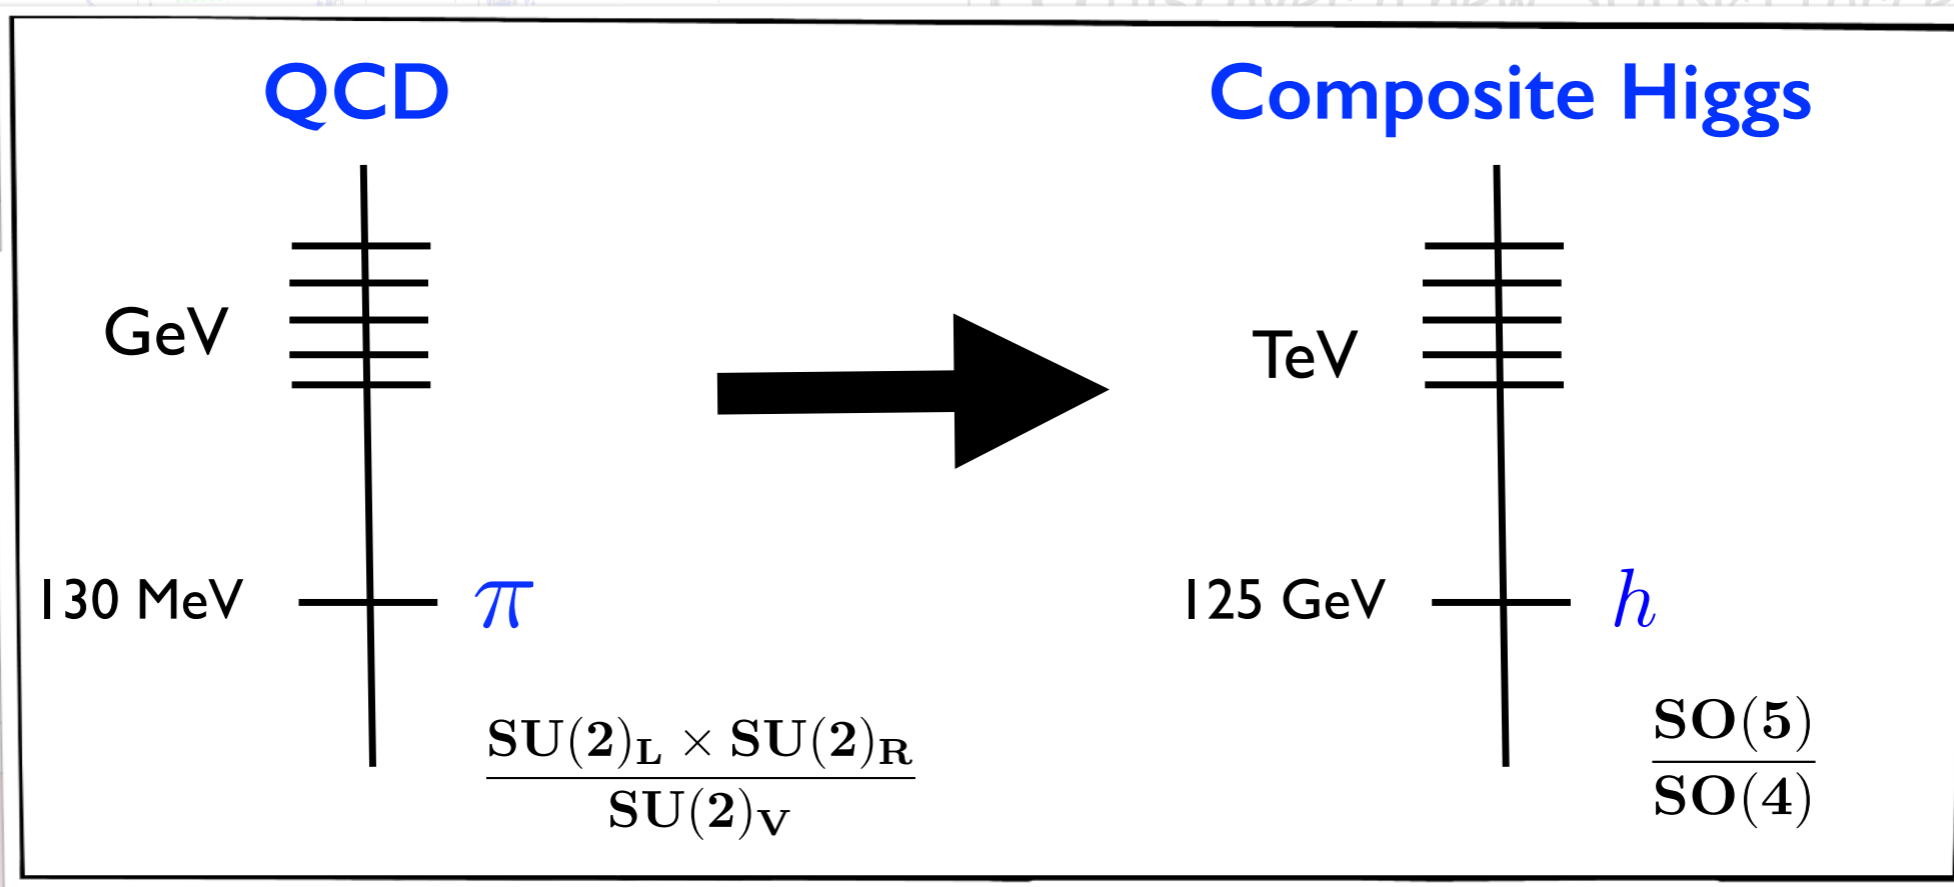 QCD
Composite Higgs
GeV
TeV
130 MeV
π
125 GeV
h
SU(2)L × SU(2)R
SU(2)V
SO(5)
SO(4)